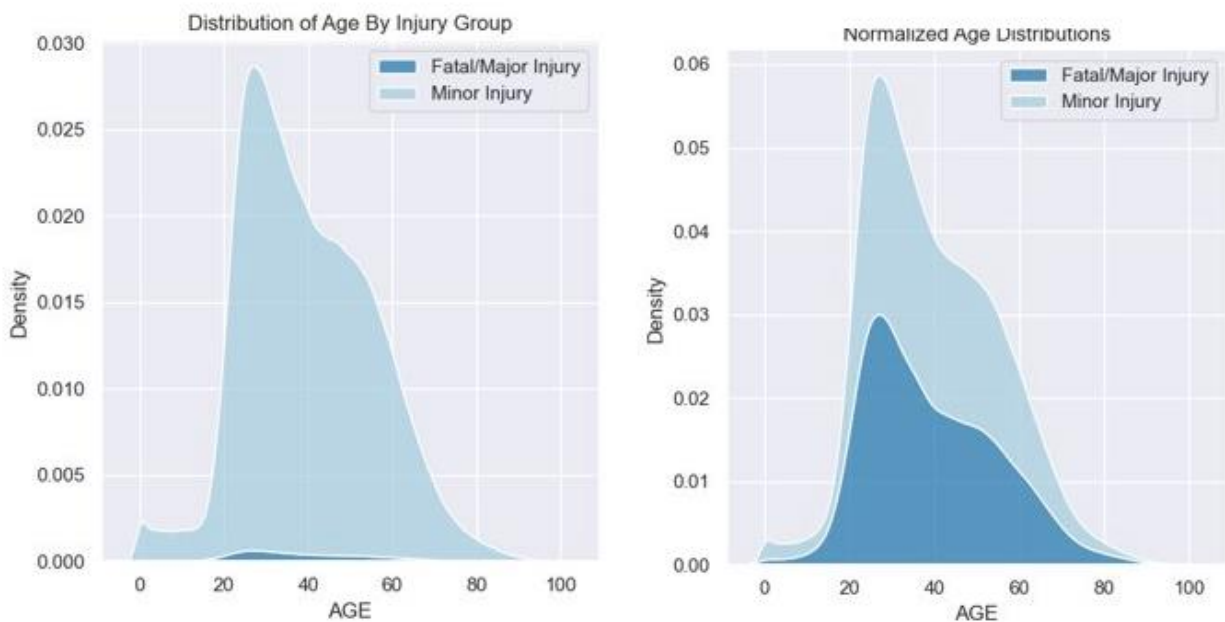 Distribution of Age By Injury Group
0.030
0.025
0.020
0.015
0.010
0.005
0.000
Density
Fatal/Major Injury
Minor Injury
0 20 40 60 80 100
AGE
Normalized Age Distributions
0.06
0.05
0.04
0.03
0.02
0.01
0.00
Density
Fatal/Major Injury
Minor Injury
0 20 40 60 80 100
AGE